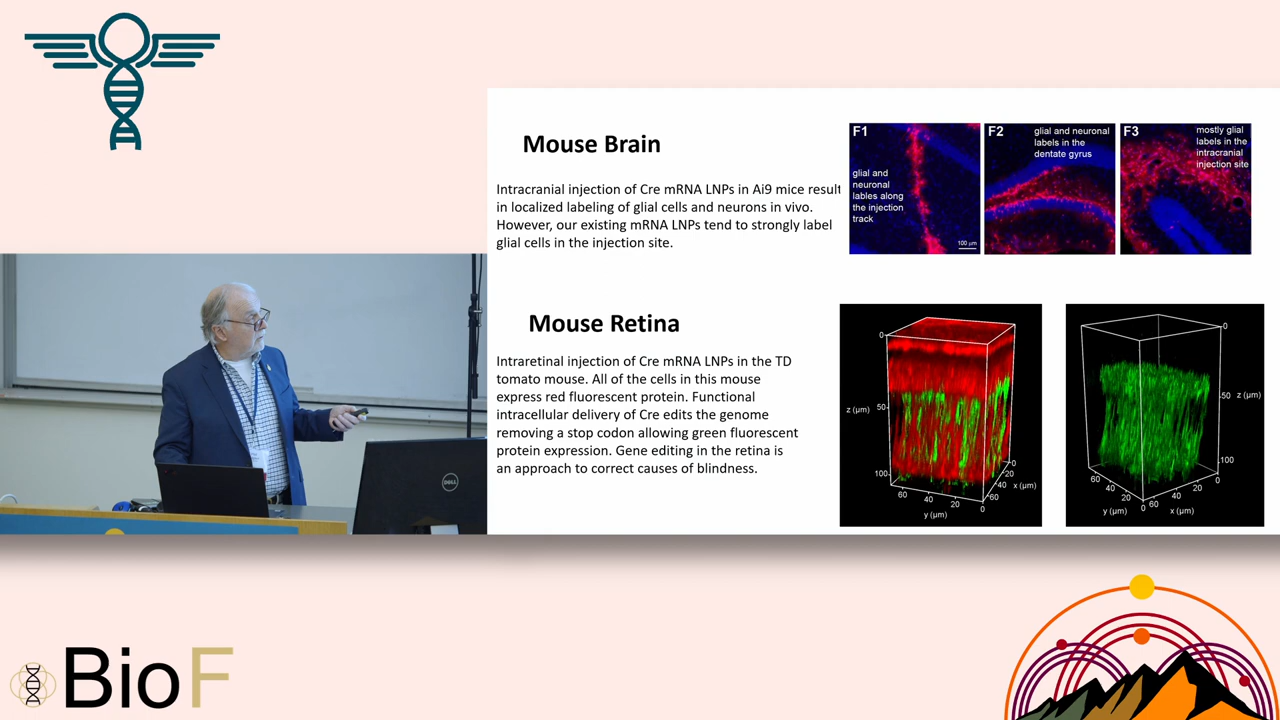 Mouse Brain
Intracranial injection of Cre mRNA LNPs in Ai9 mice result
in localized labeling of glial cells and neurons in vivo.
However, our existing mRNA LNPs tend to strongly label
glial cells in the injection site.
F1
glial and
neuronal
lables along
the injection
track
100 µm
F2
glial and neuronal
labels in the
dentate gyrus
F3
mostly glial
labels in the
intracranial
injection site
Mouse Retina
Intraretinal injection of Cre mRNA LNPs in the TD
tomato mouse. All of the cells in this mouse
express red fluorescent protein. Functional
intracellular delivery of Cre edits the genome
removing a stop codon allowing green fluorescent
protein expression. Gene editing in the retina is
an approach to correct causes of blindness.
0
z (µm)
50
100
60
40
20
0
y (µm)
0
20
40
60
x (µm)
0
50
z (µm)
100
60
40
20
0
y (µm)
60
40
20
0
x (µm)
DELL
BioF